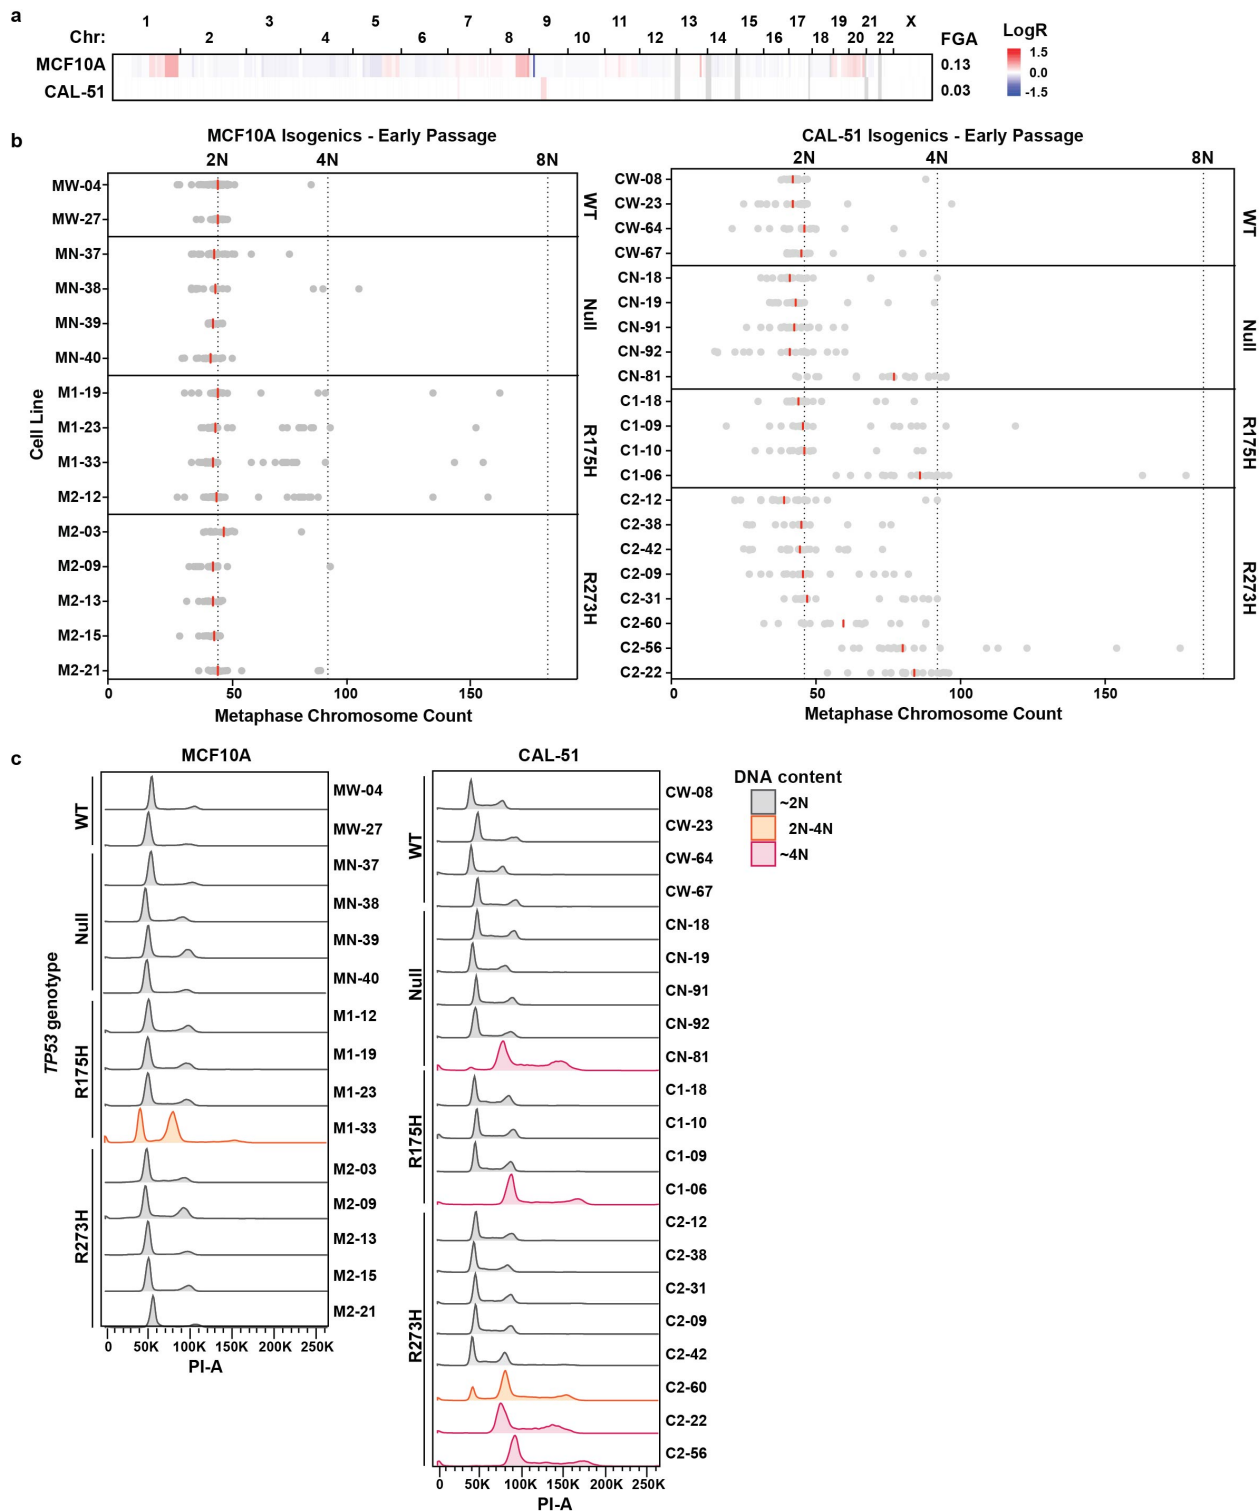 a
Chr:
1 3 5 7 9 11 13 15 17 19 21 X
2 4 6 8 10 12 14 16 18 20 22
FGA
LogR
MCF10A
0.13
CAL-51
0.03
1.5
0.0
-1.5
b
MCF10A Isogenics - Early Passage
2N 4N 8N
Cell Line
MW-04
MW-27
MN-37
MN-38
MN-39
MN-40
M1-19
M1-23
M1-33
M2-12
M2-03
M2-09
M2-13
M2-15
M2-21
WT
Null
R175H
R273H
0 50 100 150
Metaphase Chromosome Count
CAL-51 Isogenics - Early Passage
2N 4N 8N
CW-08
CW-23
CW-64
CW-67
CN-18
CN-19
CN-91
CN-92
CN-81
C1-18
C1-09
C1-10
C1-06
C2-12
C2-38
C2-42
C2-09
C2-31
C2-60
C2-56
C2-22
WT
Null
R175H
R273H
0 50 100 150
Metaphase Chromosome Count
c
MCF10A
TP53 genotype
WT
Null
R175H
R273H
MW-04
MW-27
MN-37
MN-38
MN-39
MN-40
M1-12
M1-19
M1-23
M1-33
M2-03
M2-09
M2-13
M2-15
M2-21
0 50K 100K 150K 200K 250K
PI-A
CAL-51
WT
Null
R175H
R273H
CW-08
CW-23
CW-64
CW-67
CN-18
CN-19
CN-91
CN-92
CN-81
C1-18
C1-10
C1-09
C1-06
C2-12
C2-38
C2-31
C2-09
C2-42
C2-60
C2-22
C2-56
0 50K 100K 150K 200K 250K
PI-A
DNA content
~2N
2N-4N
~4N